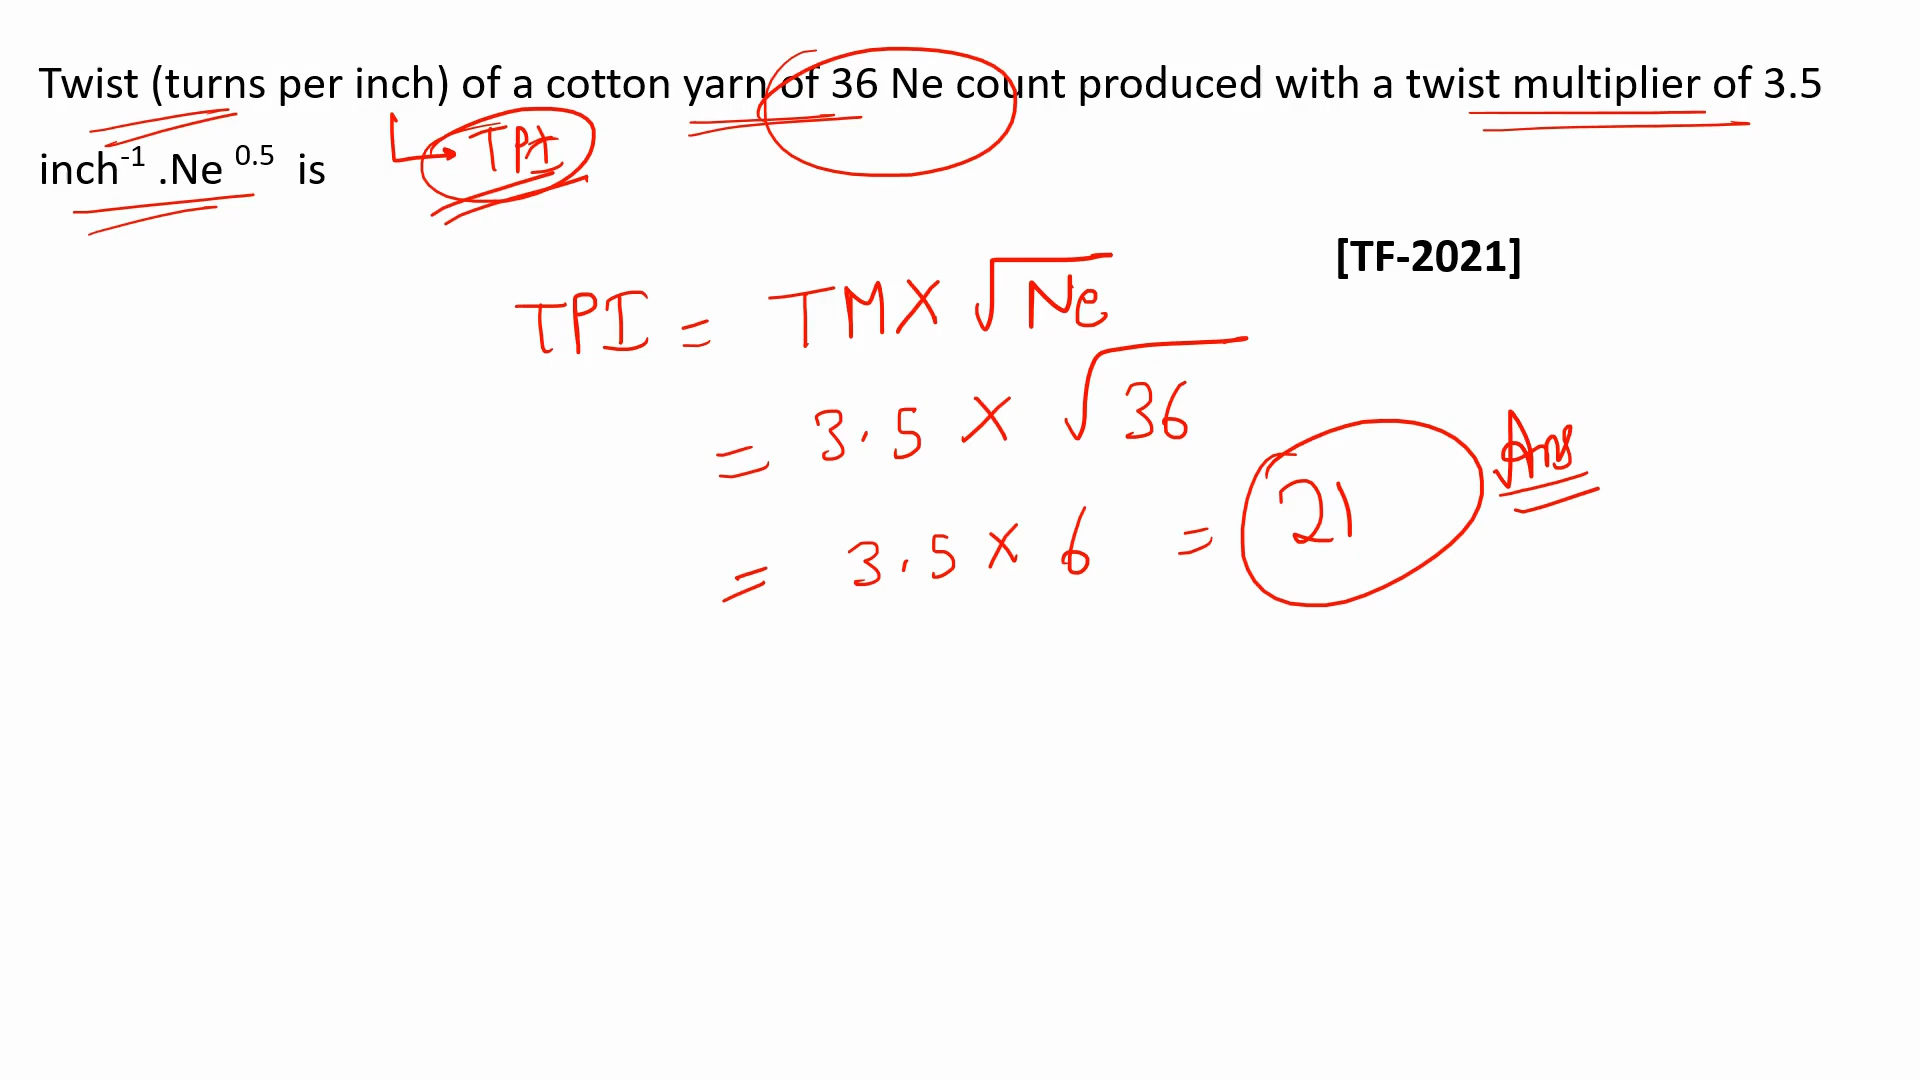 Twist (turns per inch) of a cotton yarn of 36 Ne count produced with a twist multiplier of 3.5
inch⁻¹ .Ne ⁰·⁵ is
TPI
[TF-2021]
TPI = TM X √Ne
= 3.5 X √36
= 3.5 X 6 = 21 Ans